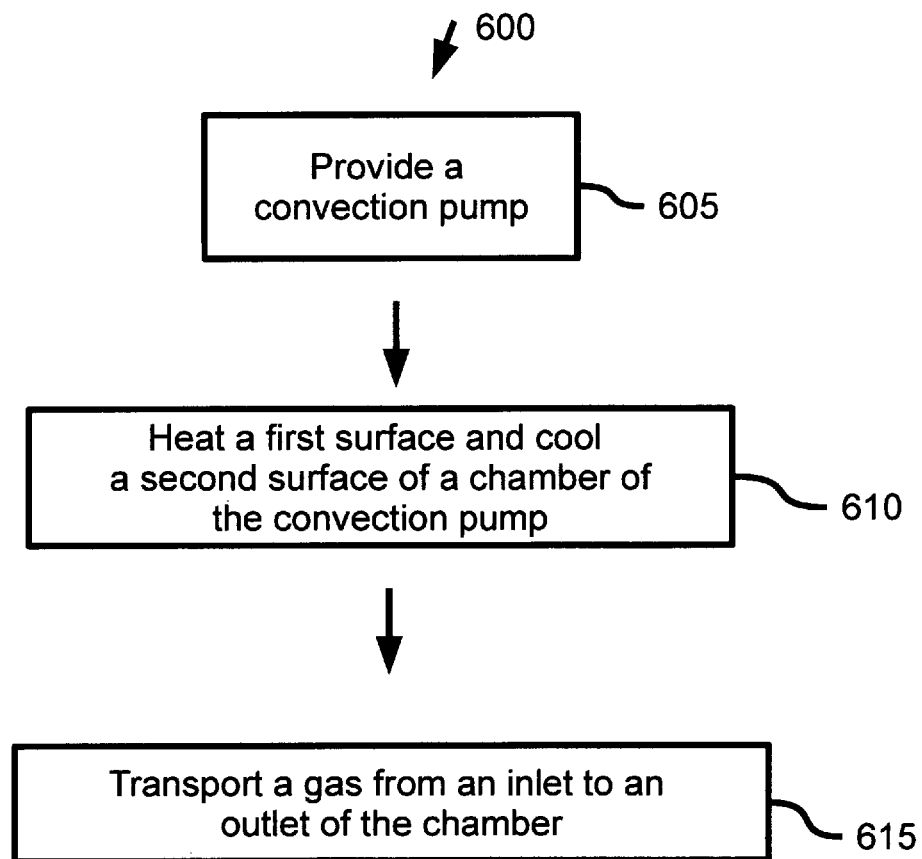 600
Provide a
convection pump
605
Heat a first surface and cool
a second surface of a chamber of
the convection pump
610
Transport a gas from an inlet to an
outlet of the chamber
615